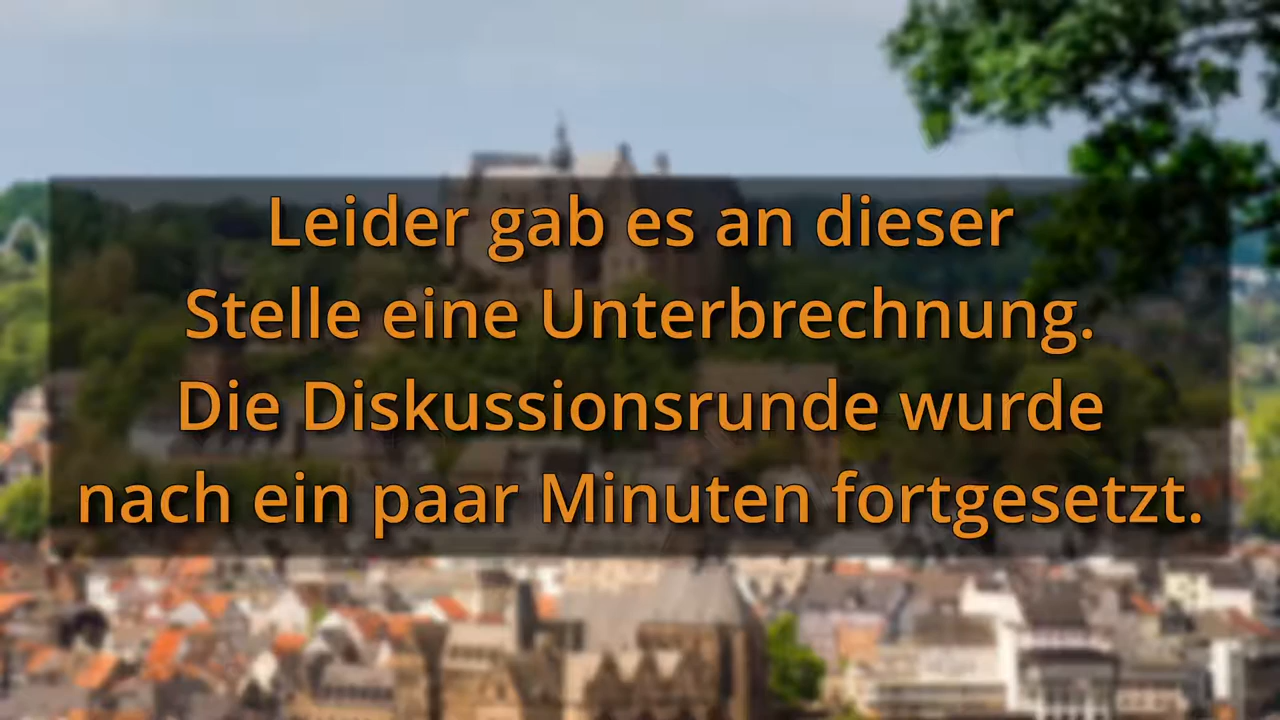 Leider gab es an dieser
Stelle eine Unterbrechnung.
Die Diskussionsrunde wurde
nach ein paar Minuten fortgesetzt.